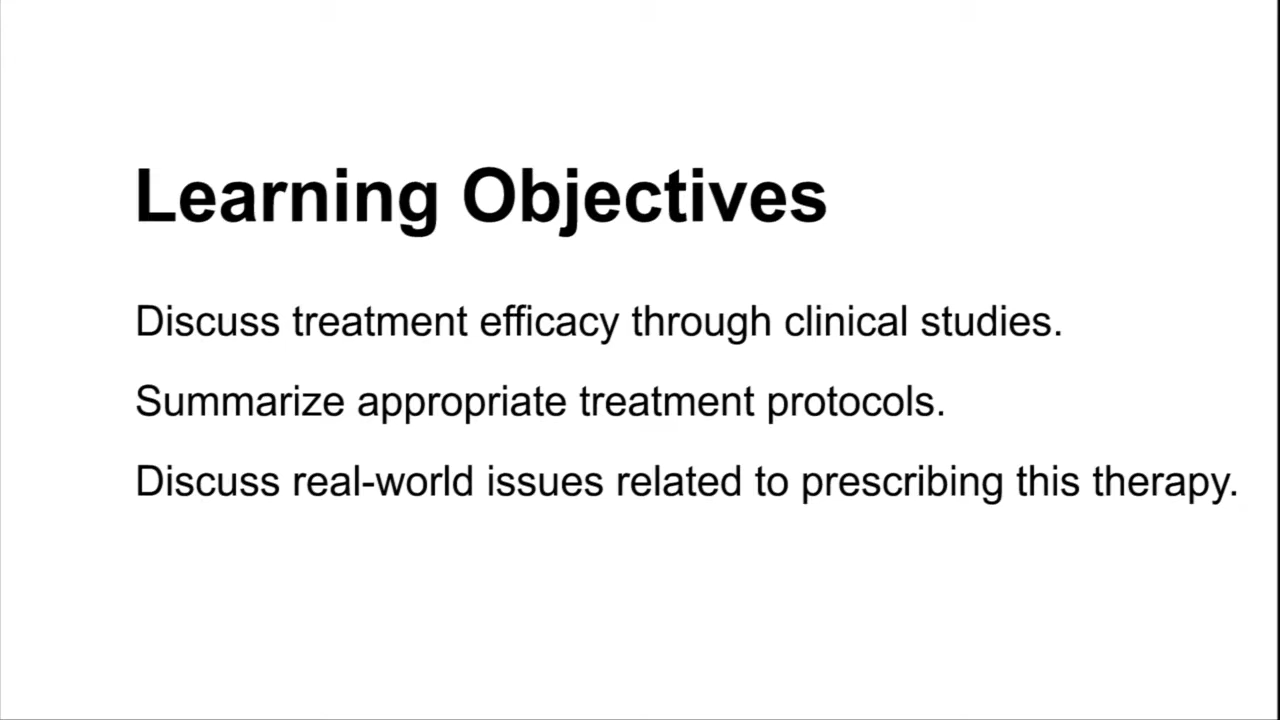 Learning Objectives
Discuss treatment efficacy through clinical studies.
Summarize appropriate treatment protocols.
Discuss real-world issues related to prescribing this therapy.